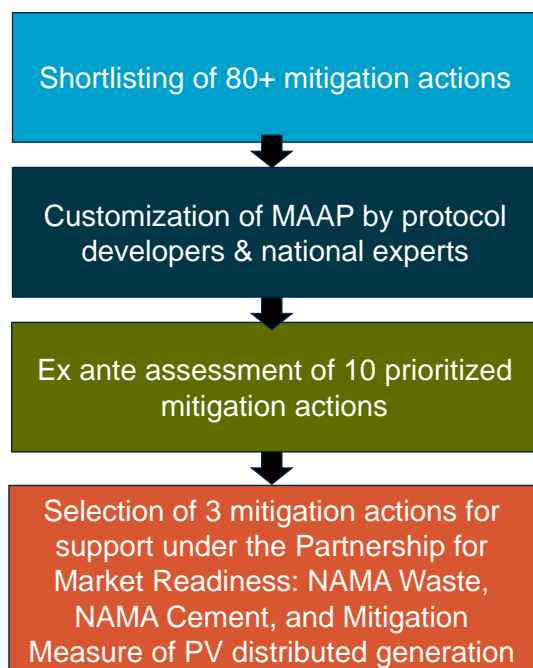 Shortlisting of 80+ mitigation actions
Customization of MAAP by protocol
developers & national experts
Ex ante assessment of 10 prioritized
mitigation actions
Selection of 3 mitigation actions for
support under the Partnership for
Market Readiness: NAMA Waste,
NAMA Cement, and Mitigation
Measure of PV distributed generation